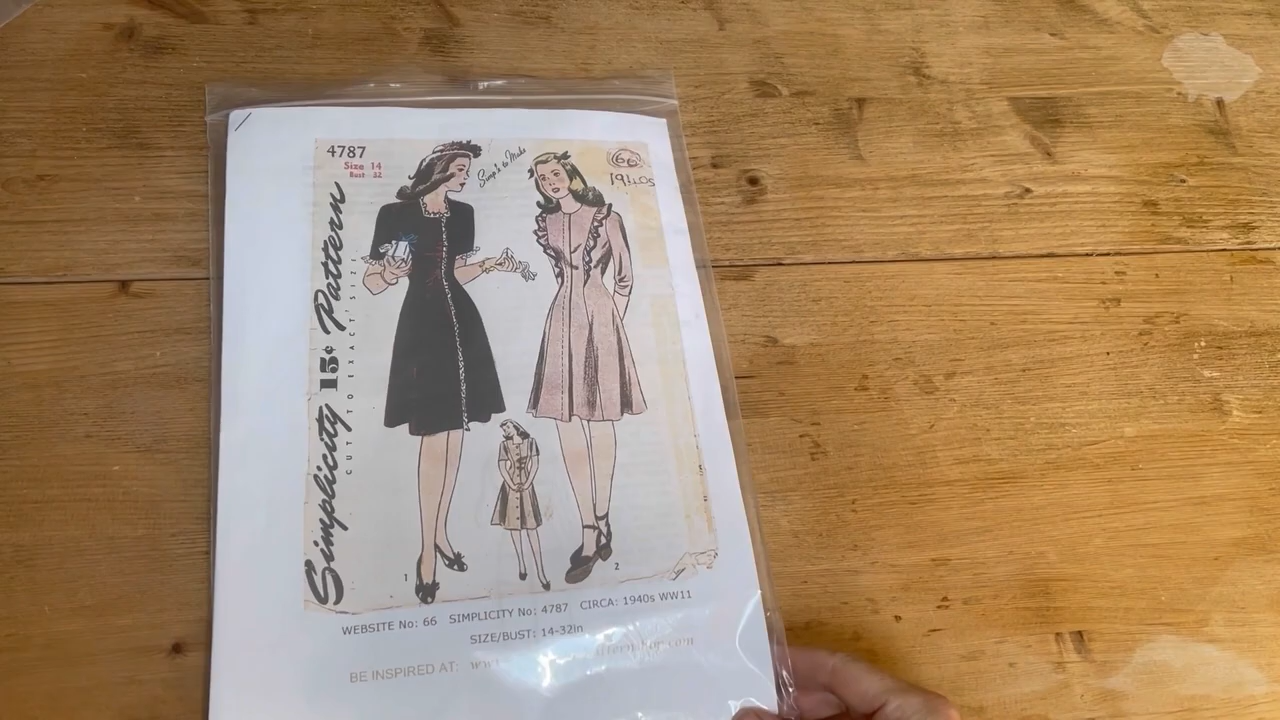 4787
Size 14
Bust 32
Simple to Make
66
1940s
Simplicity 15¢ Pattern
CUT TO EXACT SIZE
1
2
WEBSITE No: 66 SIMPLICITY No: 4787 CIRCA: 1940s WW11
SIZE/BUST: 14-32in
BE INSPIRED AT: